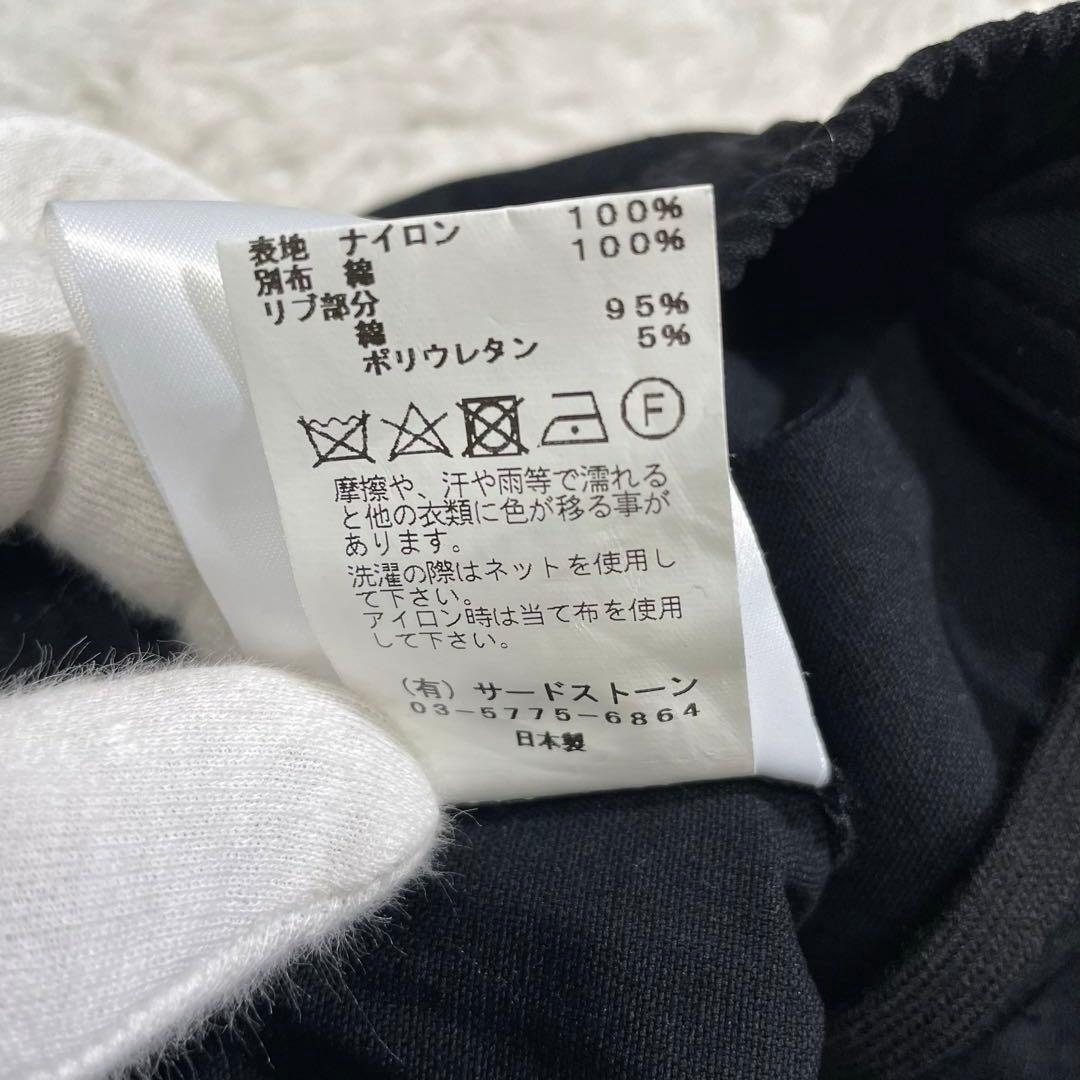 表地 ナイロン 100%
別布 綿 100%
リブ部分
綿 95%
ポリウレタン 5%
F
摩擦や、汗や雨等で濡れる
と他の衣類に色が移る事が
あります。
洗濯の際はネットを使用し
て下さい。
アイロン時は当て布を使用
して下さい。
(有) サードストーン
03-5775-6864
日本製